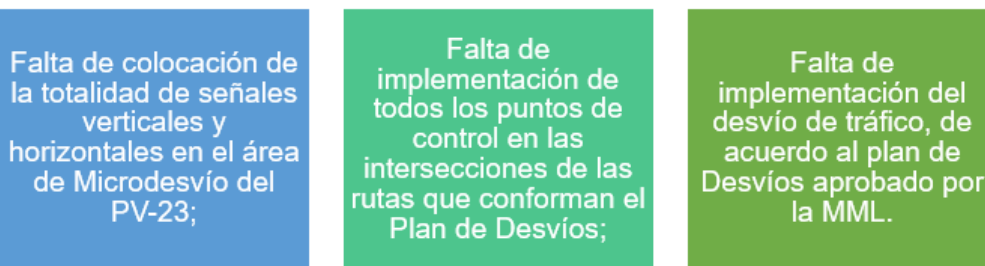 Falta de colocación de
la totalidad de señales
verticales y
horizontales en el área
de Microdesvío del
PV-23;
Falta de
implementación de
todos los puntos de
control en las
intersecciones de las
rutas que conforman el
Plan de Desvíos;
Falta de
implementación del
desvío de tráfico, de
acuerdo al plan de
Desvíos aprobado por
la MML.